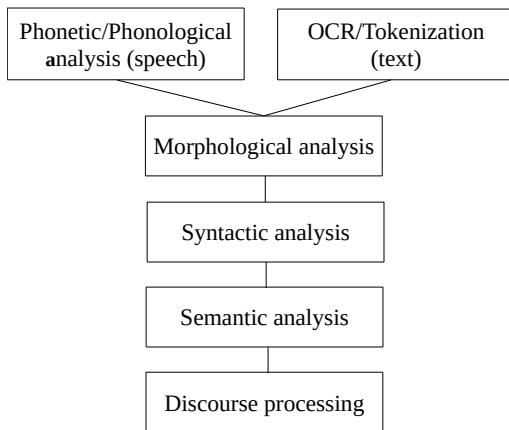 Phonetic/Phonological
analysis (speech)
OCR/Tokenization
(text)
Morphological analysis
Syntactic analysis
Semantic analysis
Discourse processing